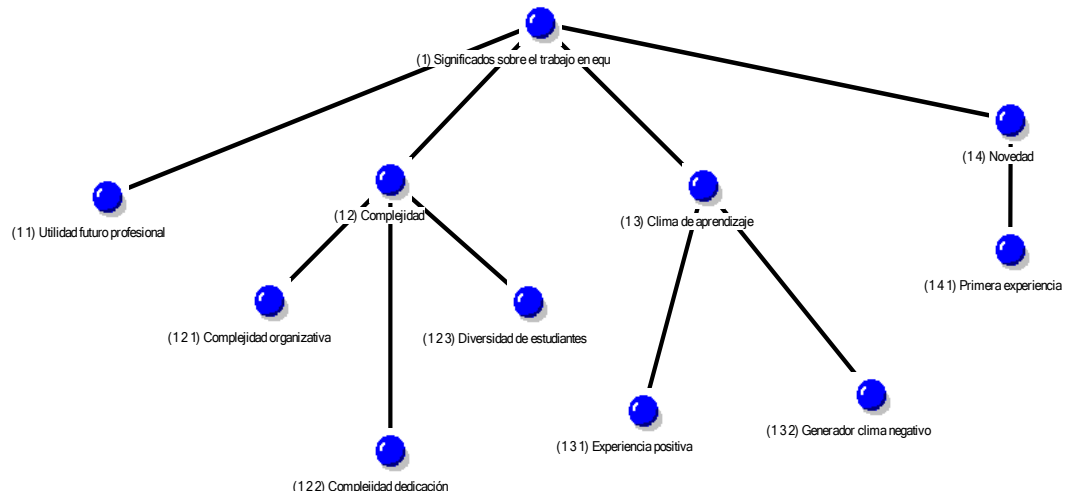 (1) Significados sobre el trabajo en equ
(1 4) Novedad
(1 2) Complejidad
(1 3) Clima de aprendizaje
(1 1) Utilidad futuro profesional
(1 4 1) Primera experiencia
(1 2 1) Complejidad organizativa
(1 2 3) Diversidad de estudiantes
(1 3 2) Generador clima negativo
(1 3 1) Experiencia positiva
(1 2 2) Complejidad dedicación